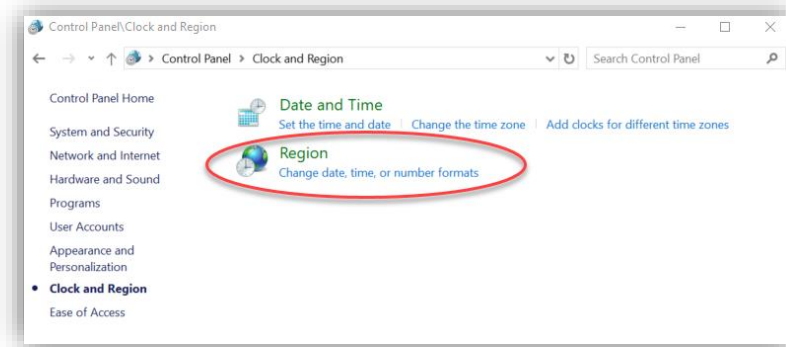 Control Panel\Clock and Region
Control Panel > Clock and Region
Search Control Panel
Control Panel Home
System and Security
Network and Internet
Hardware and Sound
Programs
User Accounts
Appearance and
Personalization
Clock and Region
Ease of Access
Date and Time
Set the time and date | Change the time zone | Add clocks for different time zones
Region
Change date, time, or number formats